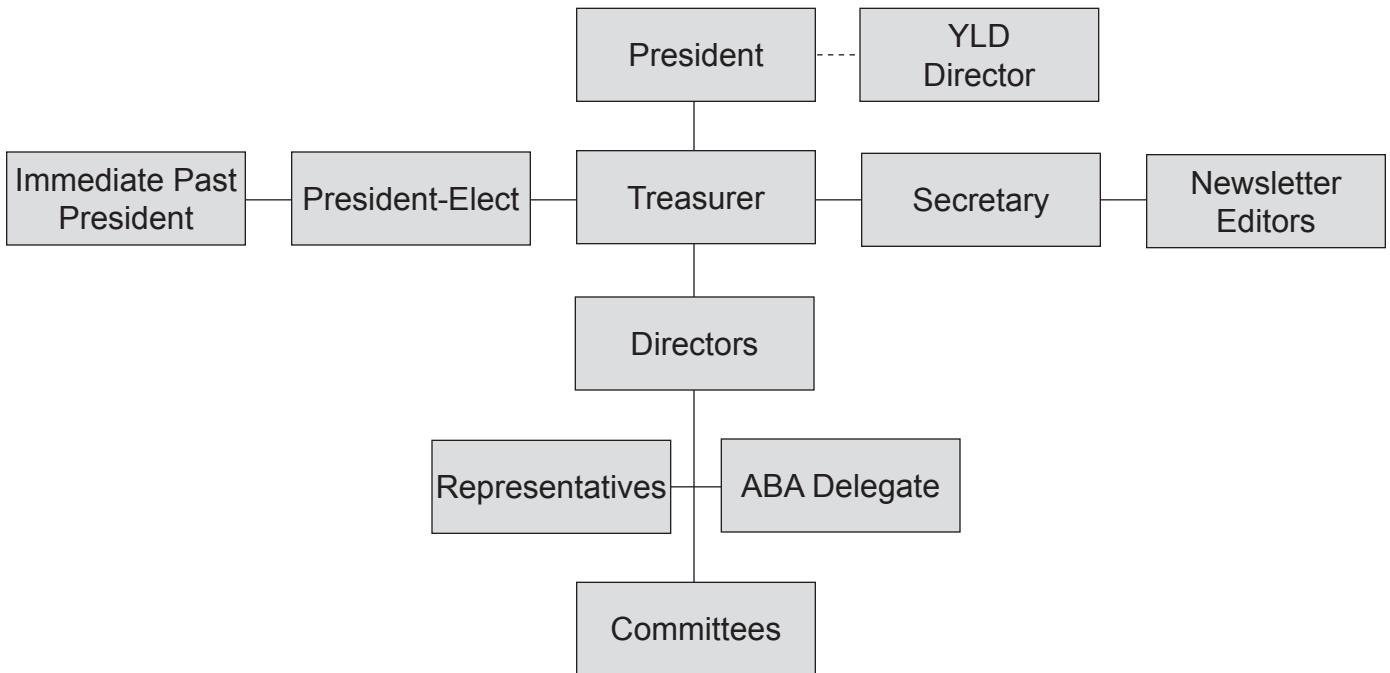 President
YLD
Director
Immediate Past
President
President-Elect
Treasurer
Secretary
Newsletter
Editors
Directors
Representatives
ABA Delegate
Committees